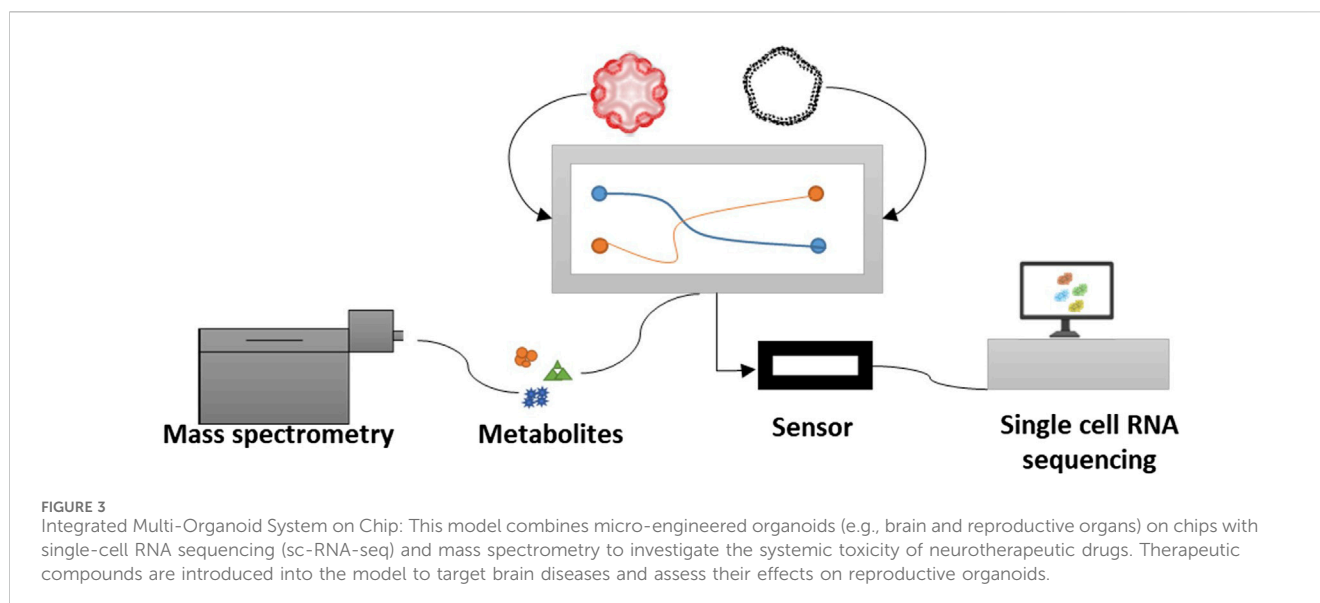 Mass spectrometry
Metabolites
Sensor
Single cell RNA
sequencing
FIGURE 3
Integrated Multi-Organoid System on Chip: This model combines micro-engineered organoids (e.g., brain and reproductive organs) on chips with
single-cell RNA sequencing (sc-RNA-seq) and mass spectrometry to investigate the systemic toxicity of neurotherapeutic drugs. Therapeutic
compounds are introduced into the model to target brain diseases and assess their effects on reproductive organoids.